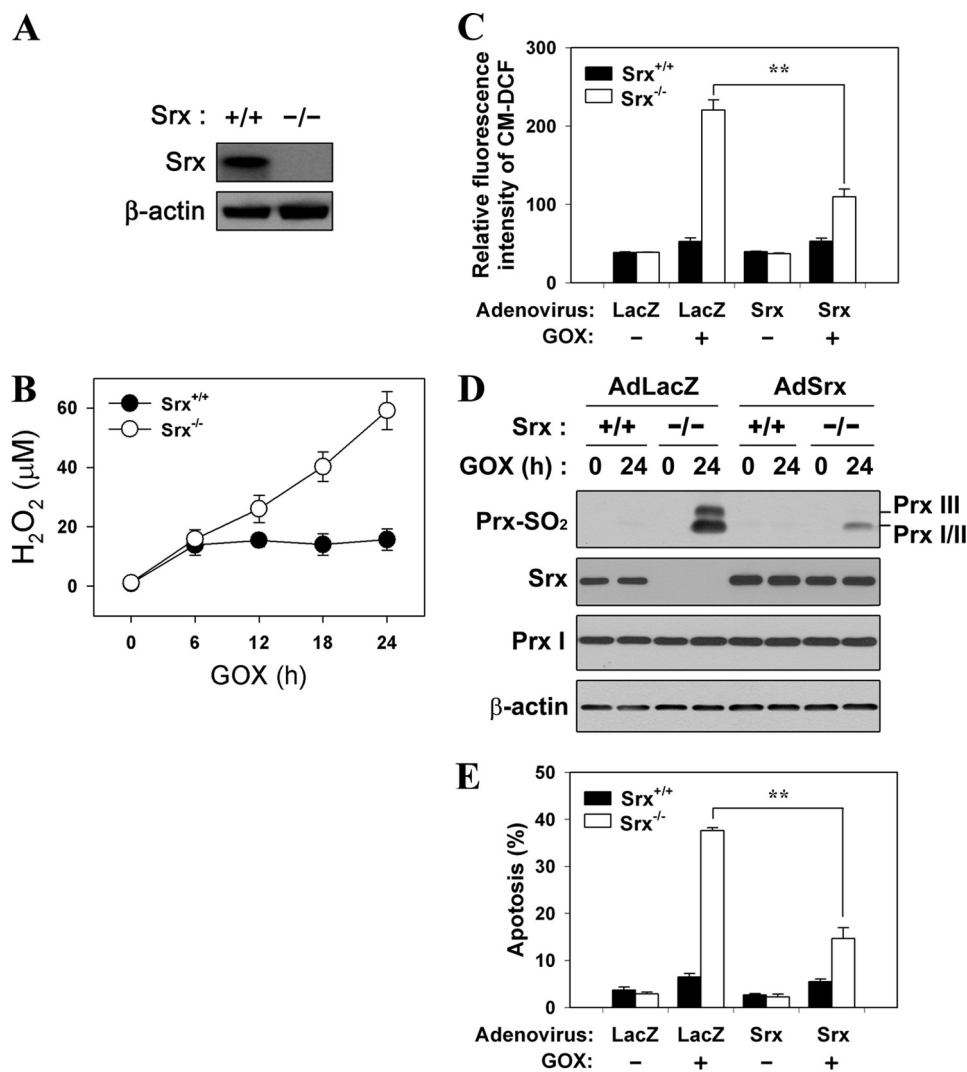 A
Srx : +/+ −/−
Srx
β-actin
B
Srx+/+
Srx-/-
H2O2 (μM)
60
40
20
0
0 6 12 18 24
GOX (h)
C
Relative fluorescence
intensity of CM-DCF
300
200
100
0
Srx+/+
Srx-/-
**
Adenovirus: LacZ LacZ Srx Srx
GOX: − + − +
D
AdLacZ AdSrx
Srx : +/+ −/− +/+ −/−
GOX (h) : 0 24 0 24 0 24 0 24
Prx-SO2
Prx III
Prx I/II
Srx
Prx I
β-actin
E
Apotosis (%)
50
40
30
20
10
0
Srx+/+
Srx-/-
**
Adenovirus: LacZ LacZ Srx Srx
GOX: − + − +